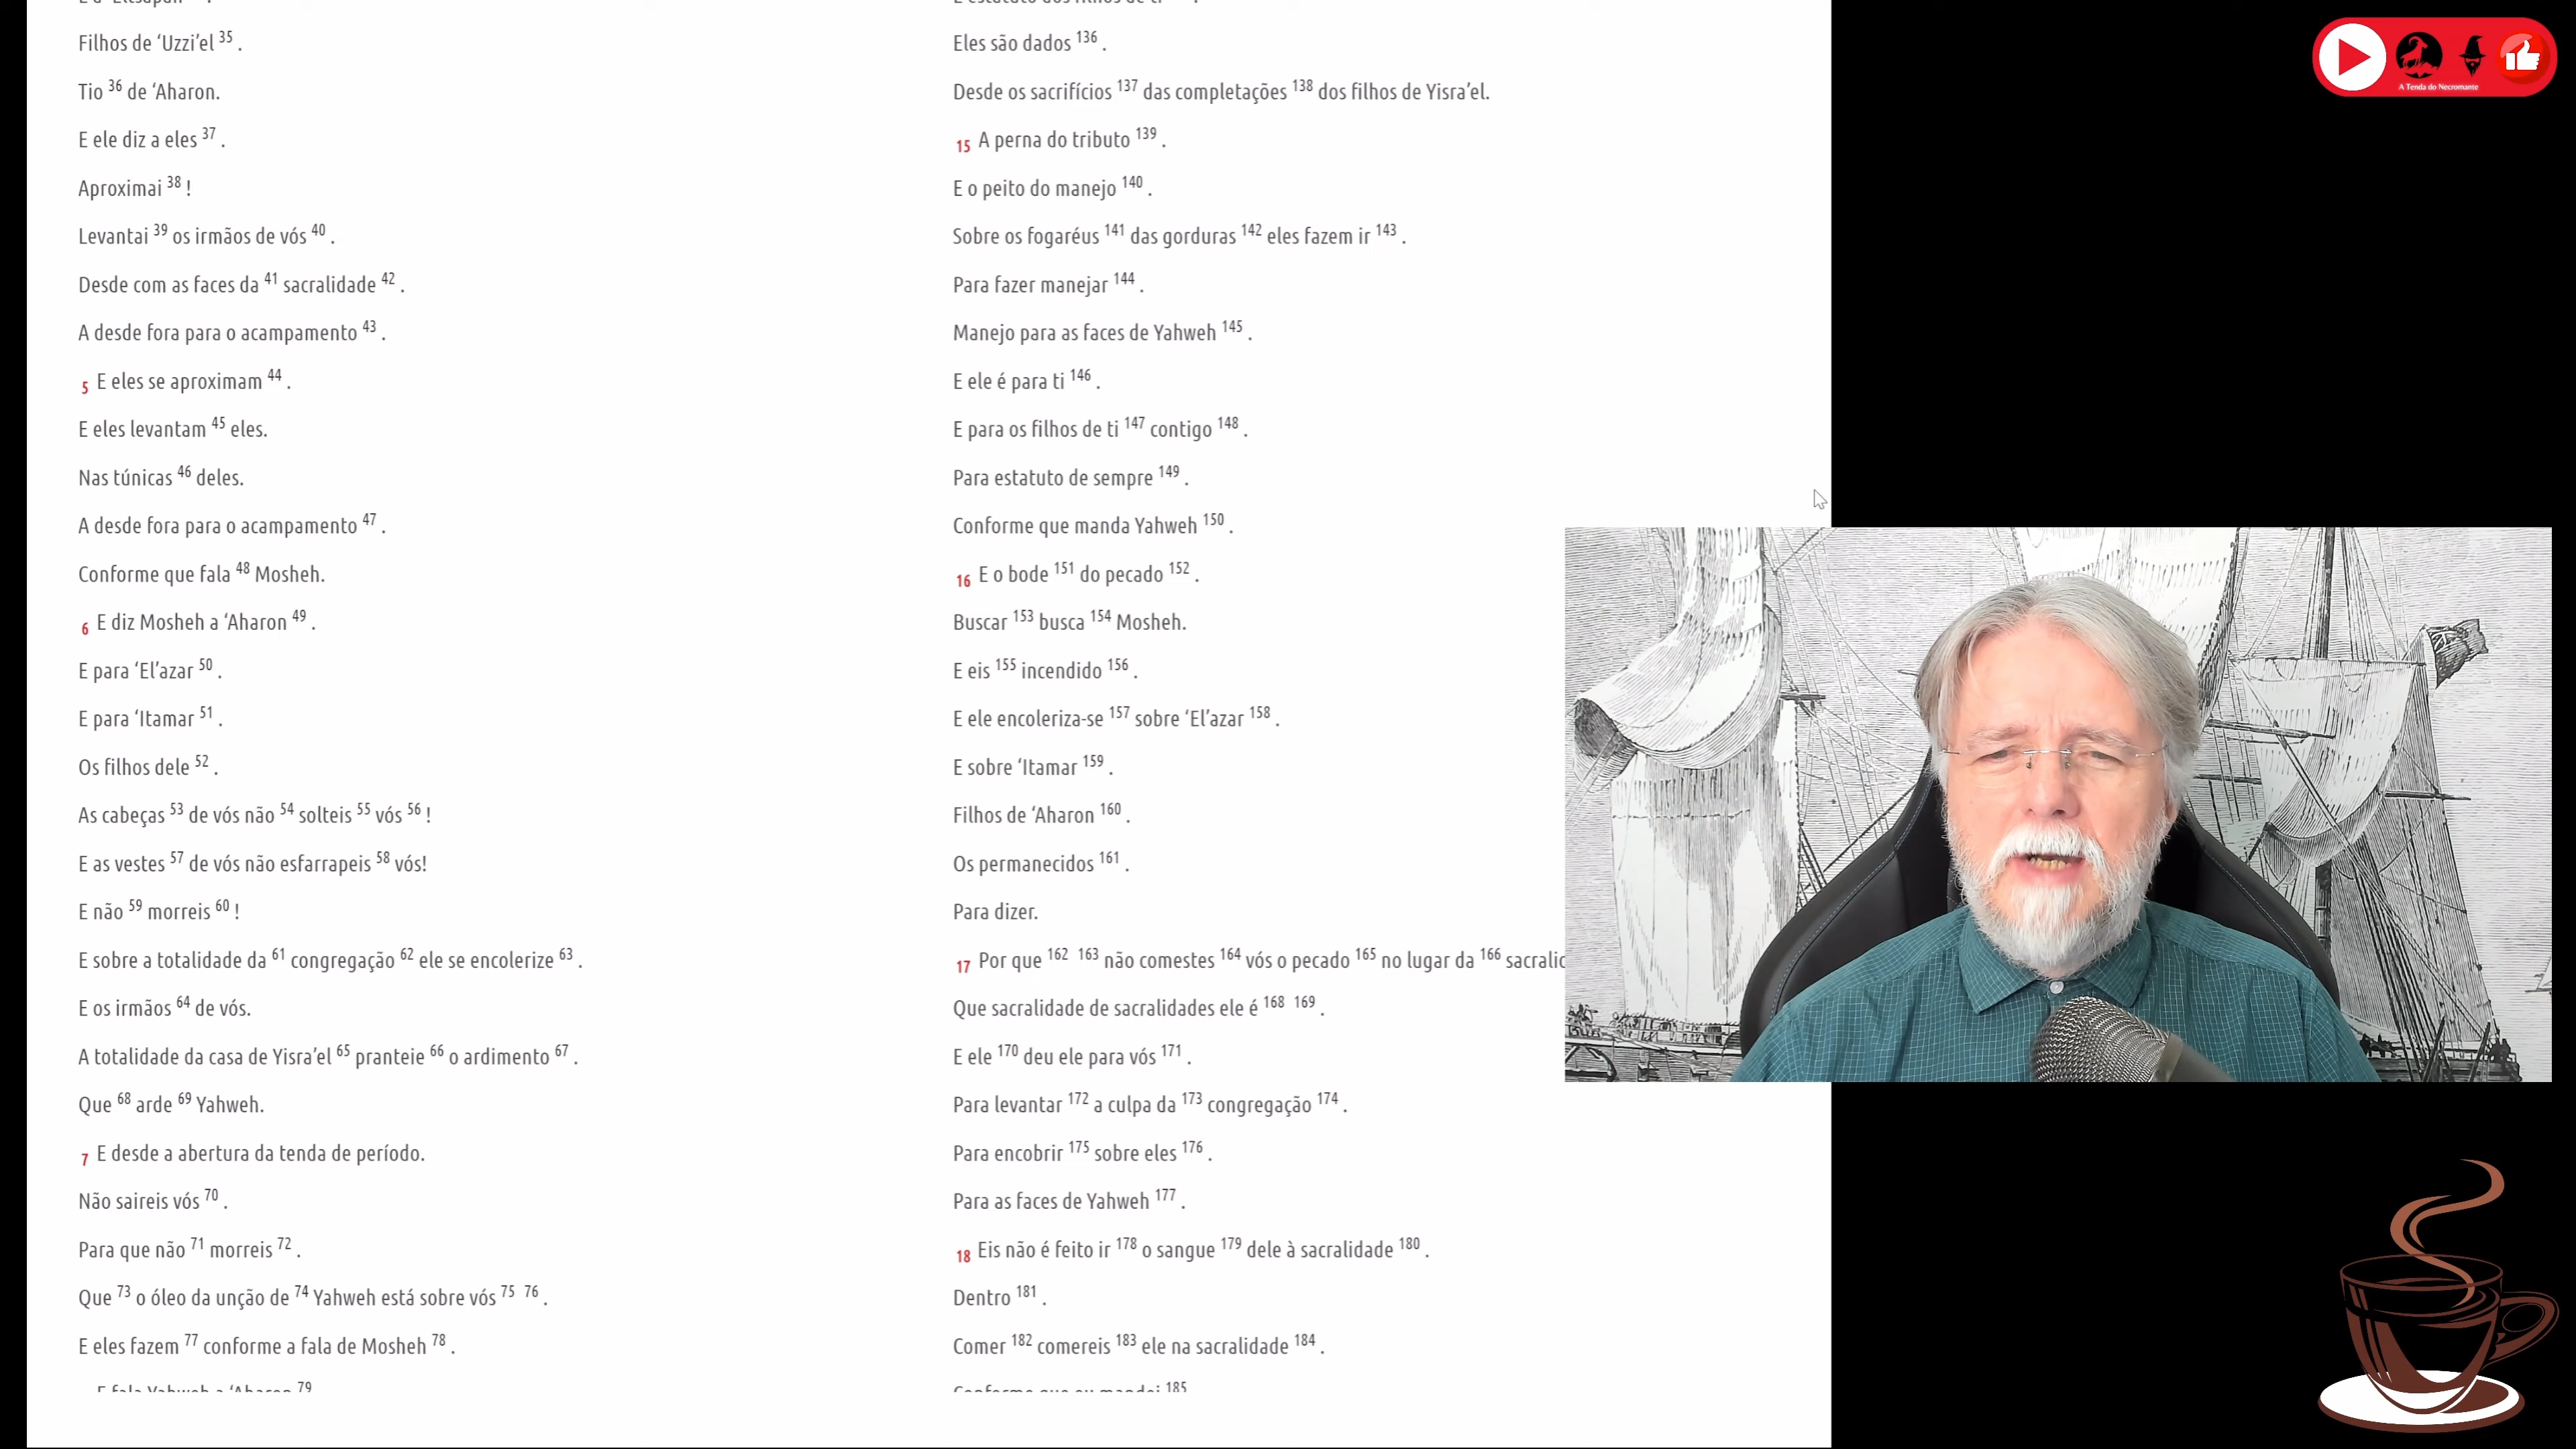 Filhos de ‘Uzzi’el 35 .
Tio 36 de ‘Aharon.
E ele diz a eles 37 .
Aproximai 38 !
Levantai 39 os irmãos de vós 40 .
Desde com as faces da 41 sacralidade 42 .
A desde fora para o acampamento 43 .
5 E eles se aproximam 44 .
E eles levantam 45 eles.
Nas túnicas 46 deles.
A desde fora para o acampamento 47 .
Conforme que fala 48 Mosheh.
6 E diz Mosheh a ‘Aharon 49 .
E para ‘El’azar 50 .
E para ‘Itamar 51 .
Os filhos dele 52 .
As cabeças 53 de vós não 54 solteis 55 vós 56 !
E as vestes 57 de vós não esfarrapeis 58 vós!
E não 59 morreis 60 !
E sobre a totalidade da 61 congregação 62 ele se encolerize 63 .
E os irmãos 64 de vós.
A totalidade da casa de Yisra’el 65 pranteie 66 o ardimento 67 .
Que 68 arde 69 Yahweh.
7 E desde a abertura da tenda de período.
Não saireis vós 70 .
Para que não 71 morreis 72 .
Que 73 o óleo da unção de 74 Yahweh está sobre vós 75 76 .
E eles fazem 77 conforme a fala de Mosheh 78 .
E fala Yahweh a ‘Aharon 79
Eles são dados 136 .
Desde os sacrifícios 137 das completações 138 dos filhos de Yisra’el.
15 A perna do tributo 139 .
E o peito do manejo 140 .
Sobre os fogaréus 141 das gorduras 142 eles fazem ir 143 .
Para fazer manejar 144 .
Manejo para as faces de Yahweh 145 .
E ele é para ti 146 .
E para os filhos de ti 147 contigo 148 .
Para estatuto de sempre 149 .
Conforme que manda Yahweh 150 .
16 E o bode 151 do pecado 152 .
Buscar 153 busca 154 Mosheh.
E eis 155 incendido 156 .
E ele encoleriza-se 157 sobre ‘El’azar 158 .
E sobre ‘Itamar 159 .
Filhos de ‘Aharon 160 .
Os permanecidos 161 .
Para dizer.
17 Por que 162 163 não comestes 164 vós o pecado 165 no lugar da 166
Que sacralidade de sacralidades ele é 168 169 .
E ele 170 deu ele para vós 171 .
Para levantar 172 a culpa da 173 congregação 174 .
Para encobrir 175 sobre eles 176 .
Para as faces de Yahweh 177 .
18 Eis não é feito ir 178 o sangue 179 dele à sacralidade 180 .
Dentro 181 .
Comer 182 comereis 183 ele na sacralidade 184 .
Conforme que eu mandei 185
A Tenda do Necromante